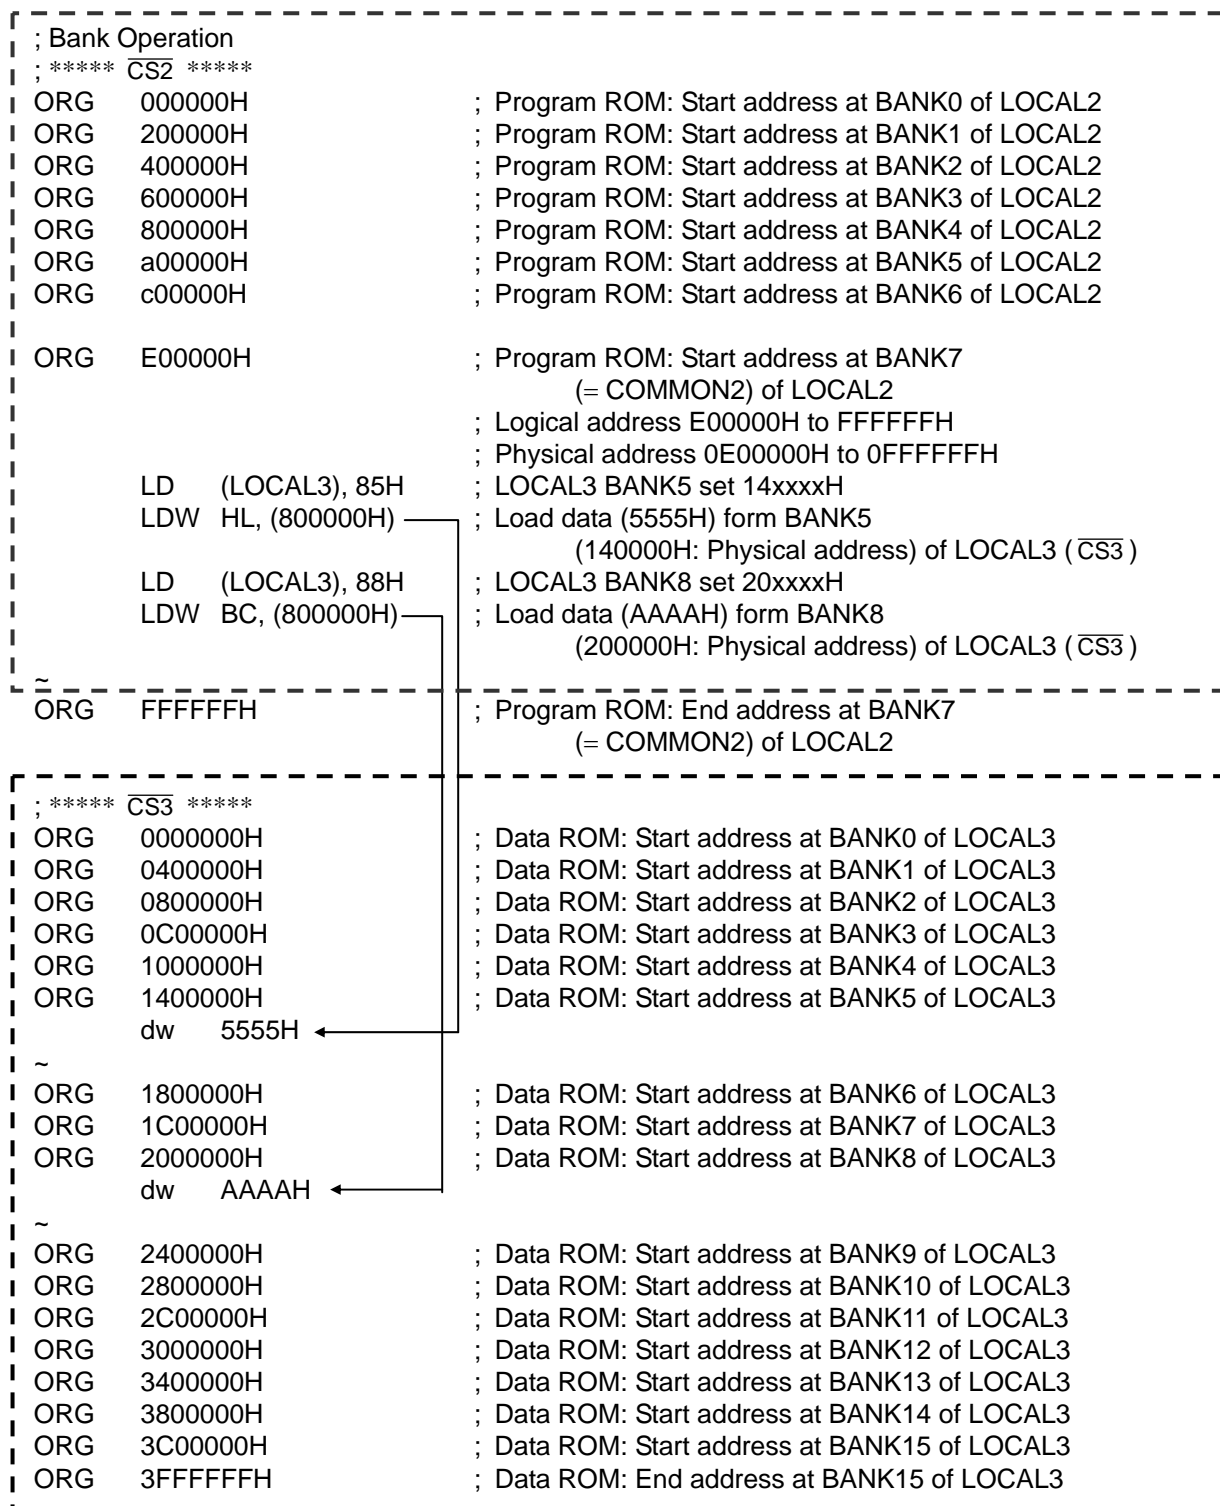 ; Bank Operation
; ***** CS2 *****
ORG 000000H ; Program ROM: Start address at BANK0 of LOCAL2
ORG 200000H ; Program ROM: Start address at BANK1 of LOCAL2
ORG 400000H ; Program ROM: Start address at BANK2 of LOCAL2
ORG 600000H ; Program ROM: Start address at BANK3 of LOCAL2
ORG 800000H ; Program ROM: Start address at BANK4 of LOCAL2
ORG a00000H ; Program ROM: Start address at BANK5 of LOCAL2
ORG c00000H ; Program ROM: Start address at BANK6 of LOCAL2
ORG E00000H ; Program ROM: Start address at BANK7
(= COMMON2) of LOCAL2
; Logical address E00000H to FFFFFFH
; Physical address 0E00000H to 0FFFFFFH
LD (LOCAL3), 85H ; LOCAL3 BANK5 set 14xxxxH
LDW HL, (800000H) ; Load data (5555H) form BANK5
(140000H: Physical address) of LOCAL3 ( CS3 )
LD (LOCAL3), 88H ; LOCAL3 BANK8 set 20xxxxH
LDW BC, (800000H) ; Load data (AAAAH) form BANK8
(200000H: Physical address) of LOCAL3 ( CS3 )
~
ORG FFFFFFH ; Program ROM: End address at BANK7
(= COMMON2) of LOCAL2
; ***** CS3 *****
ORG 0000000H ; Data ROM: Start address at BANK0 of LOCAL3
ORG 0400000H ; Data ROM: Start address at BANK1 of LOCAL3
ORG 0800000H ; Data ROM: Start address at BANK2 of LOCAL3
ORG 0C00000H ; Data ROM: Start address at BANK3 of LOCAL3
ORG 1000000H ; Data ROM: Start address at BANK4 of LOCAL3
ORG 1400000H ; Data ROM: Start address at BANK5 of LOCAL3
dw 5555H
~
ORG 1800000H ; Data ROM: Start address at BANK6 of LOCAL3
ORG 1C00000H ; Data ROM: Start address at BANK7 of LOCAL3
ORG 2000000H ; Data ROM: Start address at BANK8 of LOCAL3
dw AAAAH
~
ORG 2400000H ; Data ROM: Start address at BANK9 of LOCAL3
ORG 2800000H ; Data ROM: Start address at BANK10 of LOCAL3
ORG 2C00000H ; Data ROM: Start address at BANK11 of LOCAL3
ORG 3000000H ; Data ROM: Start address at BANK12 of LOCAL3
ORG 3400000H ; Data ROM: Start address at BANK13 of LOCAL3
ORG 3800000H ; Data ROM: Start address at BANK14 of LOCAL3
ORG 3C00000H ; Data ROM: Start address at BANK15 of LOCAL3
ORG 3FFFFFFH ; Data ROM: End address at BANK15 of LOCAL3